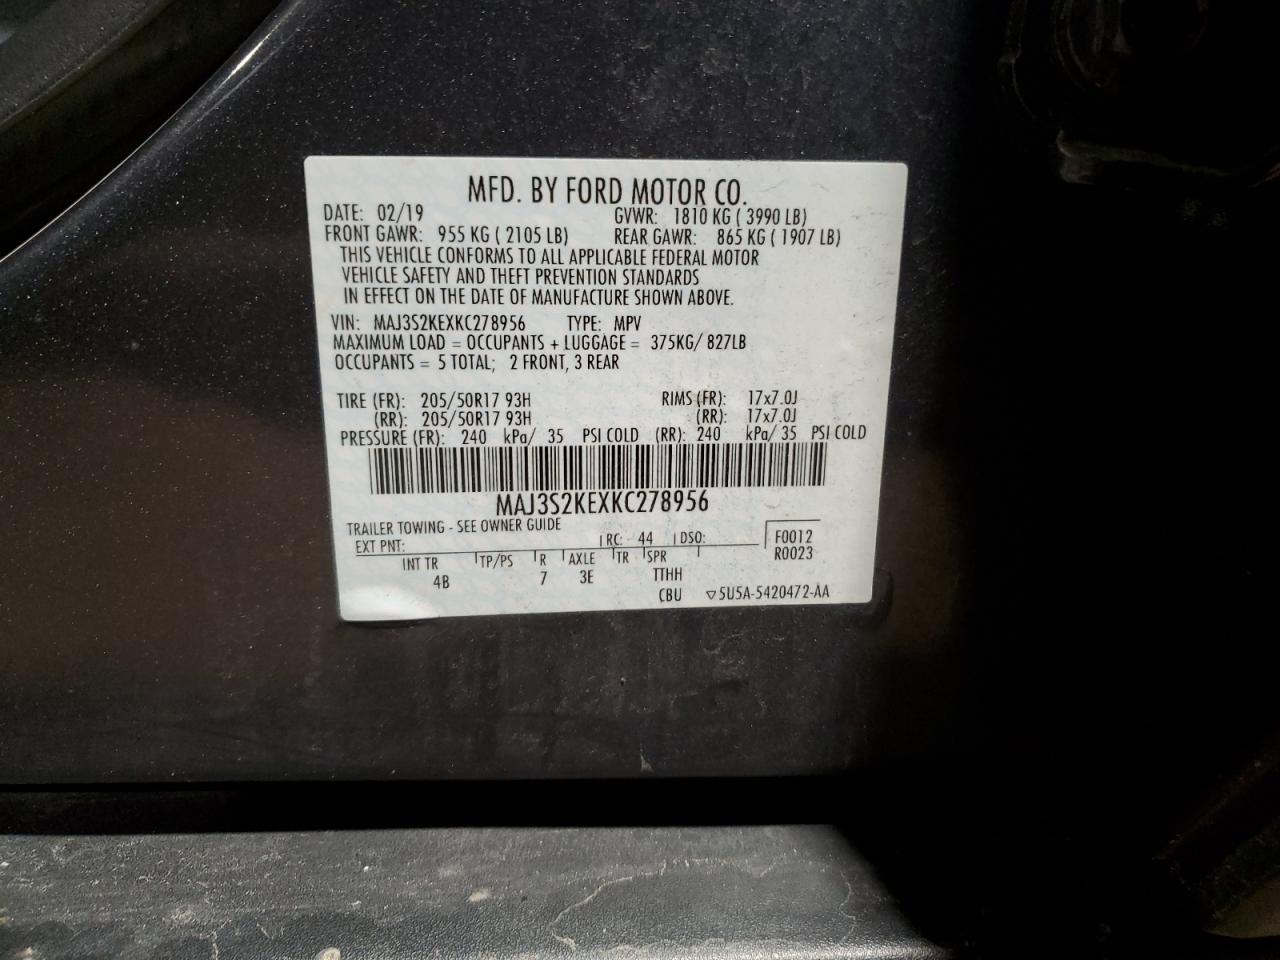 MFD. BY FORD MOTOR CO.
DATE: 02/19 GVWR: 1810 KG ( 3990 LB)
FRONT GAWR: 955 KG ( 2105 LB) REAR GAWR: 865 KG ( 1907 LB)
THIS VEHICLE CONFORMS TO ALL APPLICABLE FEDERAL MOTOR
VEHICLE SAFETY AND THEFT PREVENTION STANDARDS
IN EFFECT ON THE DATE OF MANUFACTURE SHOWN ABOVE.
VIN: MAJ3S2KEXKC278956 TYPE: MPV
MAXIMUM LOAD = OCCUPANTS + LUGGAGE = 375KG/ 827LB
OCCUPANTS = 5 TOTAL; 2 FRONT, 3 REAR
TIRE (FR): 205/50R17 93H RIMS (FR): 17x7.0J
(RR): 205/50R17 93H (RR): 17x7.0J
PRESSURE (FR): 240 kPa/ 35 PSI COLD (RR): 240 kPa/ 35 PSI COLD
MAJ3S2KEXKC278956
TRAILER TOWING - SEE OWNER GUIDE
EXT PNT: RC: 44 DSO: F0012
R0023
INT TR TP/PS R AXLE TR SPR
4B 7 3E TTHH
CBU ▽5U5A-5420472-AA